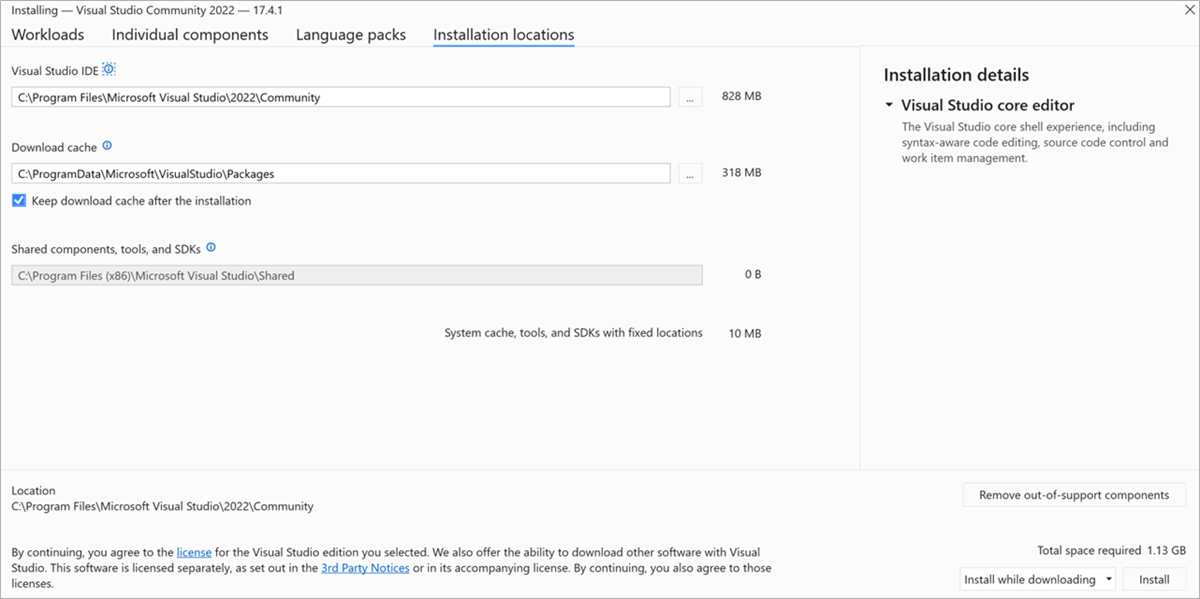 Installing — Visual Studio Community 2022 — 17.4.1
Workloads Individual components Language packs Installation locations
Visual Studio IDE
C:\Program Files\Microsoft Visual Studio\2022\Community ... 828 MB
Download cache
C:\ProgramData\Microsoft\VisualStudio\Packages ... 318 MB
Keep download cache after the installation
Shared components, tools, and SDKs
C:\Program Files (x86)\Microsoft Visual Studio\Shared 0 B
System cache, tools, and SDKs with fixed locations 10 MB
Installation details
Visual Studio core editor
The Visual Studio core shell experience, including
syntax-aware code editing, source code control and
work item management.
Location
C:\Program Files\Microsoft Visual Studio\2022\Community
Remove out-of-support components
By continuing, you agree to the license for the Visual Studio edition you selected. We also offer the ability to download other software with Visual
Studio. This software is licensed separately, as set out in the 3rd Party Notices or in its accompanying license. By continuing, you also agree to those
licenses.
Total space required 1.13 GB
Install while downloading Install